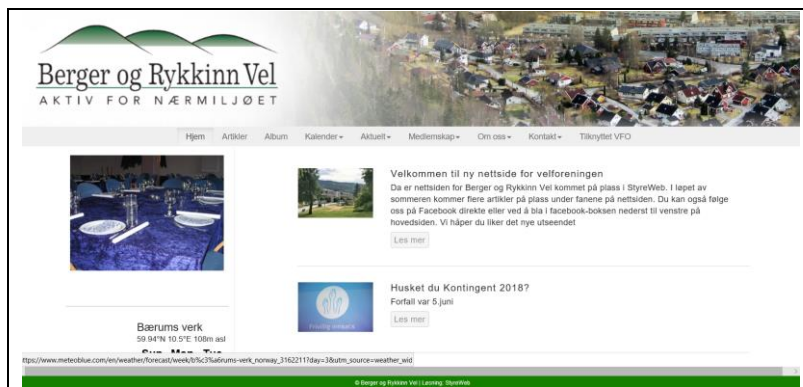 Berger og Rykkinn Vel
AKTIV FOR NÆRMILJØET
Hjem Artikler Album Kalender Aktuelt Medlemskap Om oss Kontakt Tilknyttet VFO
Velkommen til ny nettside for velforeningen
Da er nettsiden for Berger og Rykkinn Vel kommet på plass i StyreWeb. I løpet av
sommeren kommer flere artikler på plass under fanene på nettsiden. Du kan også følge
oss på Facebook direkte eller ved å bla i facebook-boksen nederst til venstre på
hovedsiden. Vi håper du liker det nye utseendet
Les mer
Husket du Kontingent 2018?
Forfall var 5.juni
Les mer
Bærums verk
59.94°N 10.5°E 108m asl
Sun Mon Tue
ttps://www.meteoblue.com/en/weather/forecast/week/b%c3%a6rums-verk_norway_3162211?day=3&utm_source=weather_wid
© Berger og Rykkinn Vel | Løsning: StyreWeb